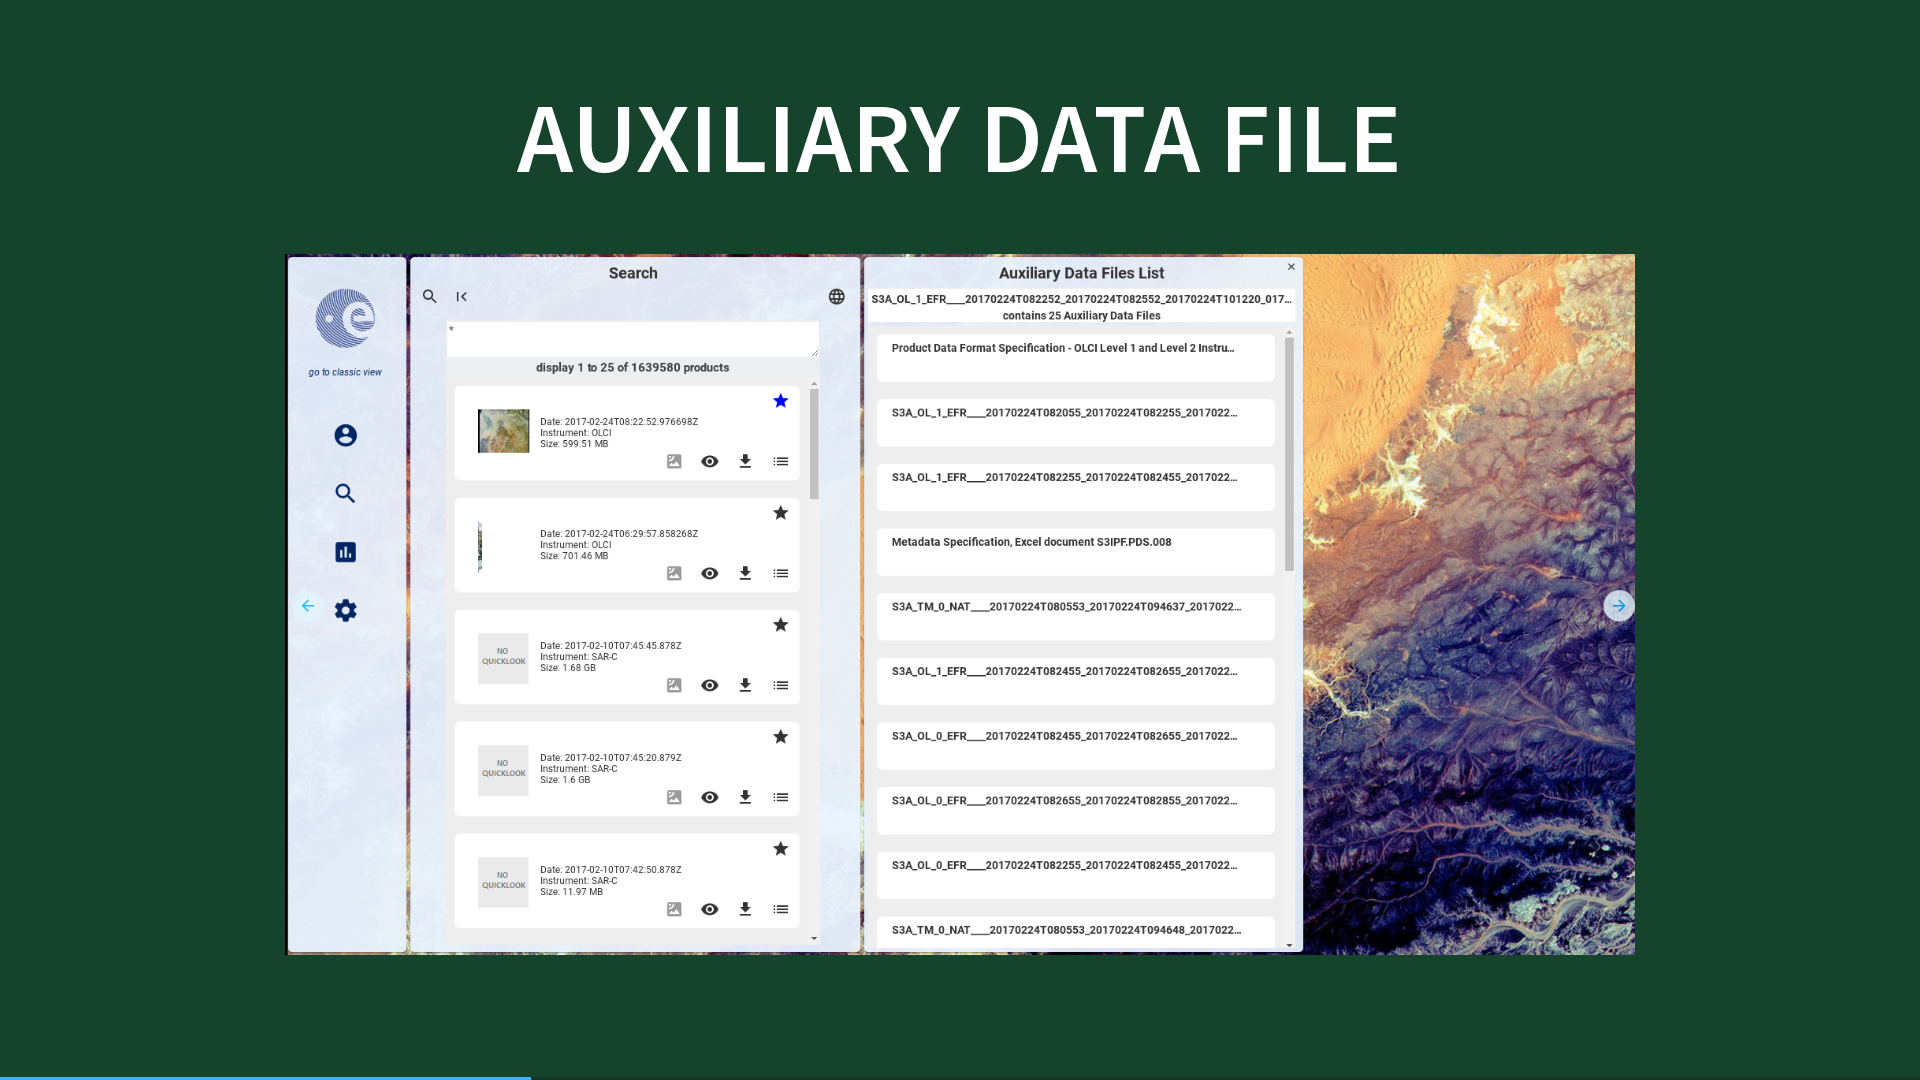 AUXILIARY DATA FILE
go to classic view
Search
*
display 1 to 25 of 1639580 products
Date: 2017-02-24T08:22:52.976698Z
Instrument: OLCI
Size: 599.51 MB
Date: 2017-02-24T06:29:57.858268Z
Instrument: OLCI
Size: 701.46 MB
NO
QUICKLOOK
Date: 2017-02-10T07:45:45.878Z
Instrument: SAR-C
Size: 1.68 GB
NO
QUICKLOOK
Date: 2017-02-10T07:45:20.879Z
Instrument: SAR-C
Size: 1.6 GB
NO
QUICKLOOK
Date: 2017-02-10T07:42:50.878Z
Instrument: SAR-C
Size: 11.97 MB
Auxiliary Data Files List
S3A_OL_1_EFR____20170224T082252_20170224T082552_20170224T101220_017...
contains 25 Auxiliary Data Files
Product Data Format Specification - OLCI Level 1 and Level 2 Instru...
S3A_OL_1_EFR____20170224T082055_20170224T082255_2017022...
S3A_OL_1_EFR____20170224T082255_20170224T082455_2017022...
Metadata Specification, Excel document S3IPF.PDS.008
S3A_TM_0_NAT____20170224T080553_20170224T094637_2017022...
S3A_OL_1_EFR____20170224T082455_20170224T082655_2017022...
S3A_OL_0_EFR____20170224T082455_20170224T082655_2017022...
S3A_OL_0_EFR____20170224T082655_20170224T082855_2017022...
S3A_OL_0_EFR____20170224T082255_20170224T082455_2017022...
S3A_TM_0_NAT____20170224T080553_20170224T094648_2017022...